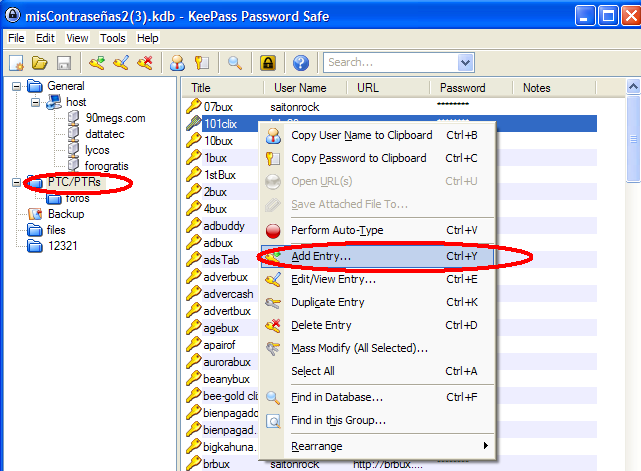 misContraseñas2(3).kdb - KeePass Password Safe
File Edit View Tools Help
Search...
General
host
90megs.com
dattatec
lycos
forogratis
PTC/PTRs
foros
Backup
files
12321
Title User Name URL Password Notes
07bux saitonrock ********
101clix
10bux
1bux
1stBux
2bux
4bux
adbuddy
adbux
adsTab
adverbux
advercash
advertbux
agebux
apairof
aurorabux
beanybux
bee-gold cli
bienpagado
bienpagad.
bigkahuna.
bux saitonrock http://brbux.... ********
Copy User Name to Clipboard Ctrl+B
Copy Password to Clipboard Ctrl+C
Open URL(s) Ctrl+U
Save Attached File To...
Perform Auto-Type Ctrl+V
Add Entry... Ctrl+Y
Edit/View Entry... Ctrl+E
Duplicate Entry Ctrl+K
Delete Entry Ctrl+D
Mass Modify (All Selected)...
Select All Ctrl+A
Find in Database... Ctrl+F
Find in this Group...
Rearrange